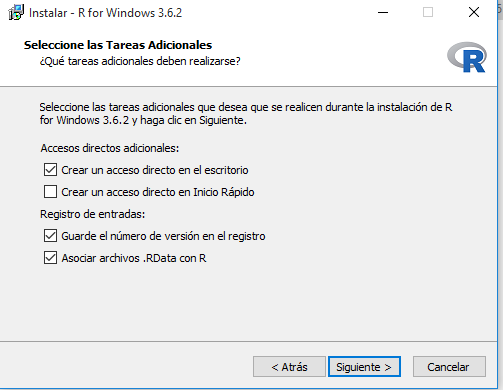 Instalar - R for Windows 3.6.2
Seleccione las Tareas Adicionales
¿Qué tareas adicionales deben realizarse?
R
Seleccione las tareas adicionales que desea que se realicen durante la instalación de R
for Windows 3.6.2 y haga clic en Siguiente.
Accesos directos adicionales:
Crear un acceso directo en el escritorio
Crear un acceso directo en Inicio Rápido
Registro de entradas:
Guarde el número de versión en el registro
Asociar archivos .RData con R
< Atrás
Siguiente >
Cancelar